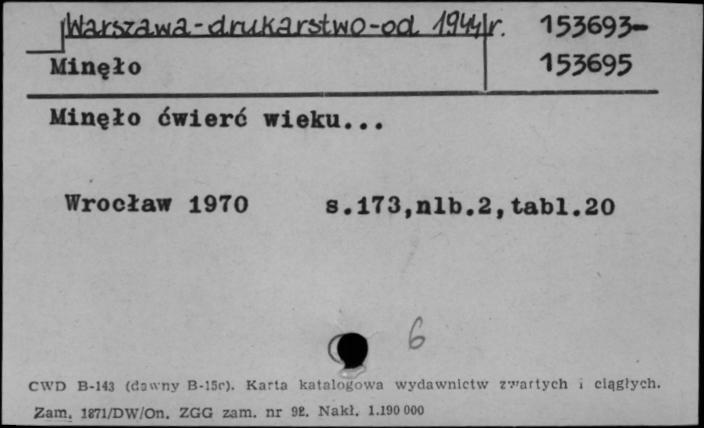 Warszawa-drukarstwo-od 1944 r. 153693-
Minęło 153695
Minęło ćwierć wieku...
Wrocław 1970 s.173,nlb.2,tabl.20
6
CWD B-143 (dawny B-15c). Karta katalogowa wydawnictw zwartych i ciągłych.
Zam. 1871/DW/On. ZGG zam. nr 92. Nakł. 1.190 000